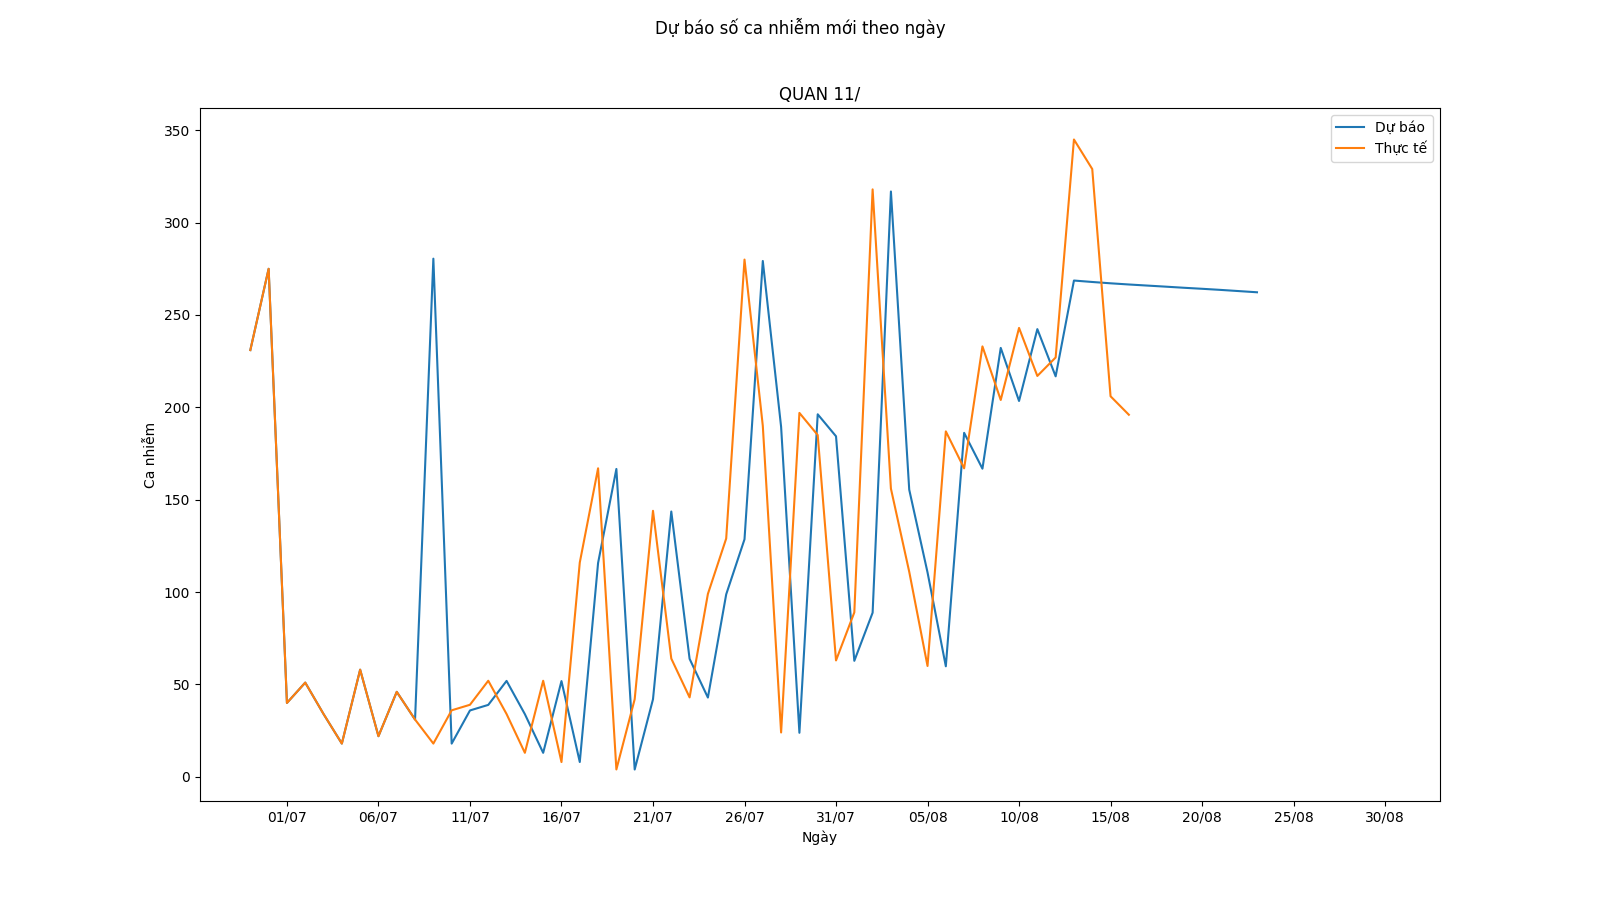 Dự báo số ca nhiễm mới theo ngày
QUAN 11/
Dự báo
Thực tế
350
300
250
200
150
100
50
0
Ca nhiễm
01/07 06/07 11/07 16/07 21/07 26/07 31/07 05/08 10/08 15/08 20/08 25/08 30/08
Ngày